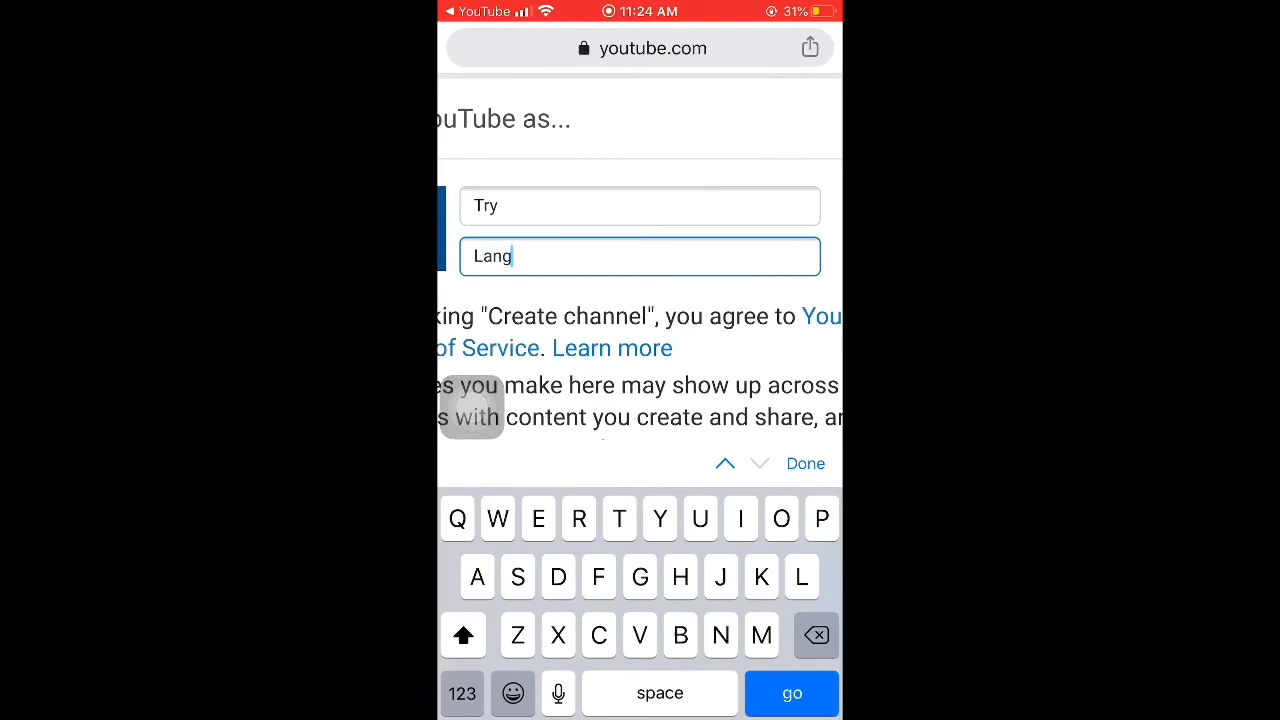 YouTube 11:24 AM 31%
youtube.com
ouTube as...
Try
Lang
king "Create channel", you agree to You
of Service. Learn more
es you make here may show up across
s with content you create and share, an
Done
Q W E R T Y U I O P
A S D F G H J K L
Z X C V B N M
123 space go